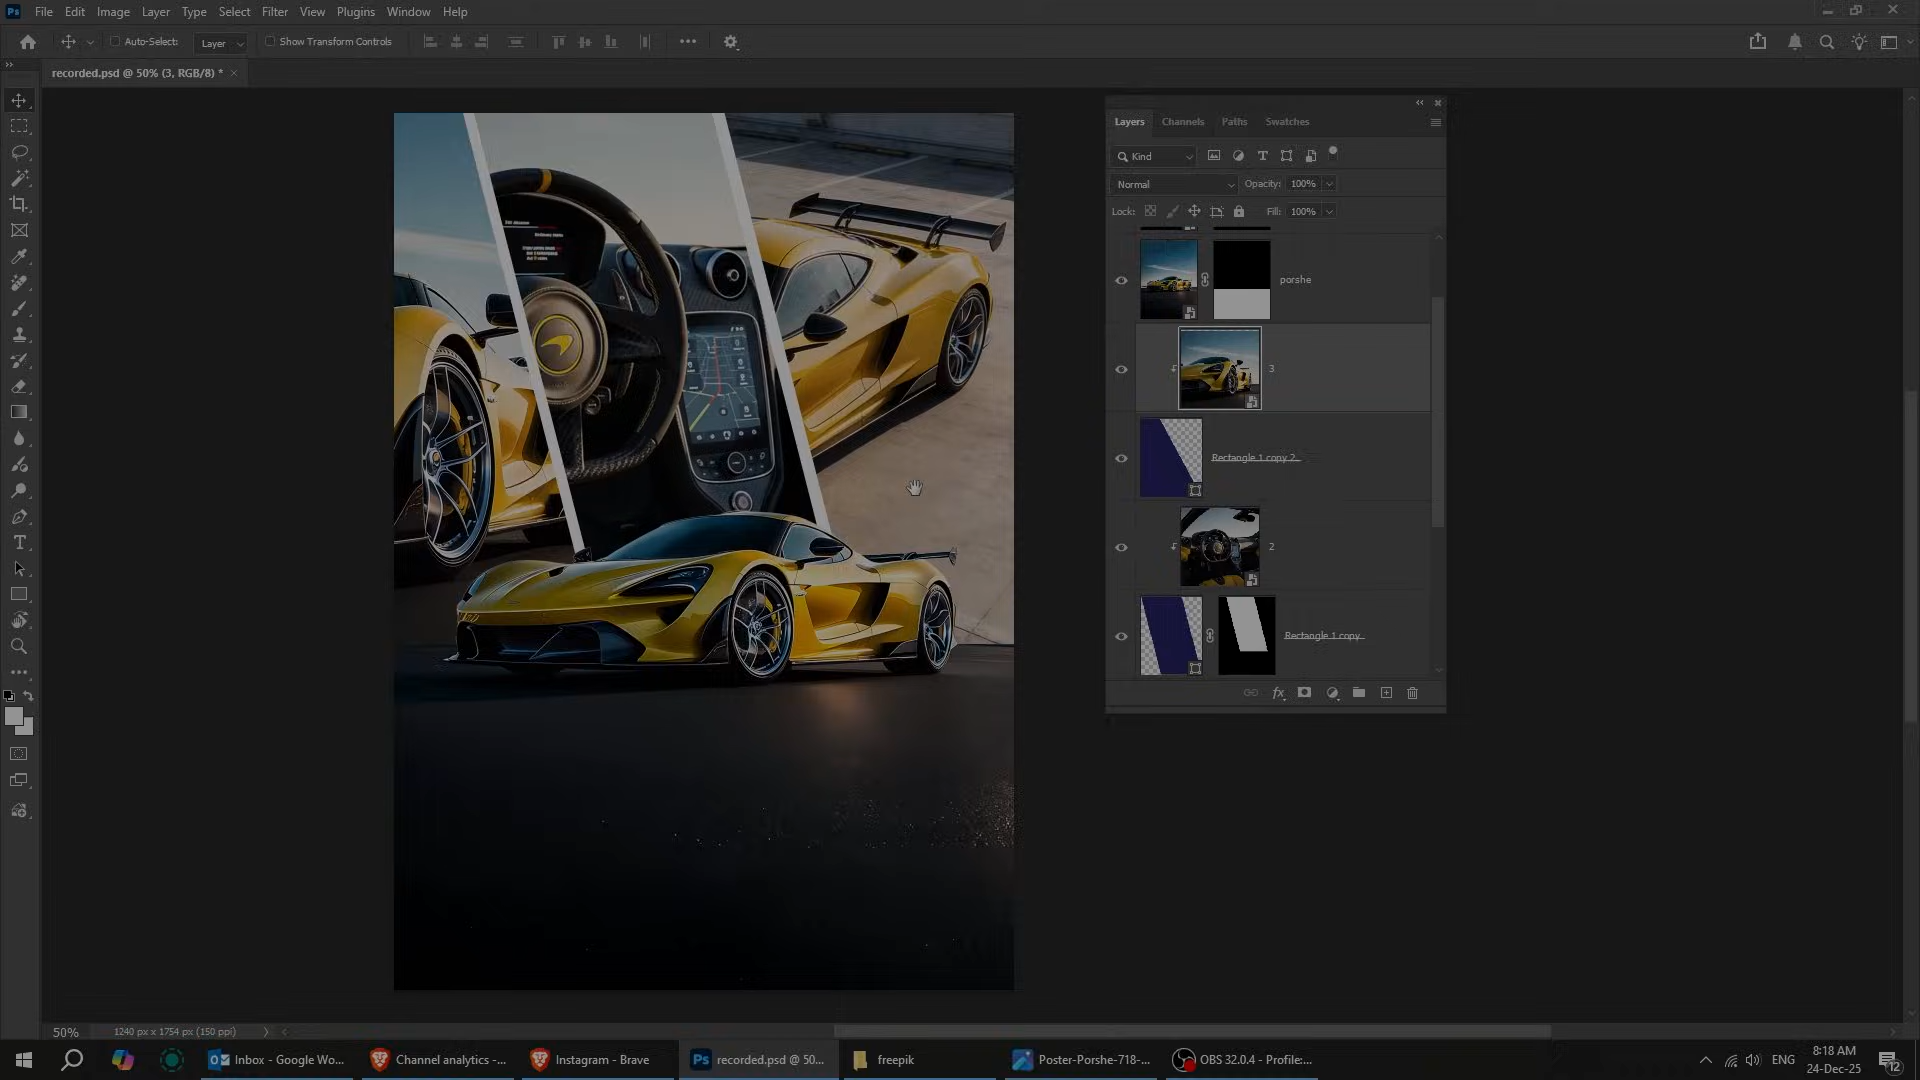 File Edit Image Layer Type Select Filter View Plugins Window Help
Auto-Select: Layer Show Transform Controls
recorded.psd @ 50% (3, RGB/8) *
Layers Channels Paths Swatches
Kind
Normal Opacity: 100%
Lock: Fill: 100%
porshe
3
Rectangle 1 copy 2
2
Rectangle 1 copy
50% 1240 px x 1754 px (150 ppi)
Inbox - Google Wo...
Channel analytics -...
Instagram - Brave
recorded.psd @ 50...
freepik
Poster-Porshe-718-...
OBS 32.0.4 - Profile:...
ENG
8:18 AM
24-Dec-25
12